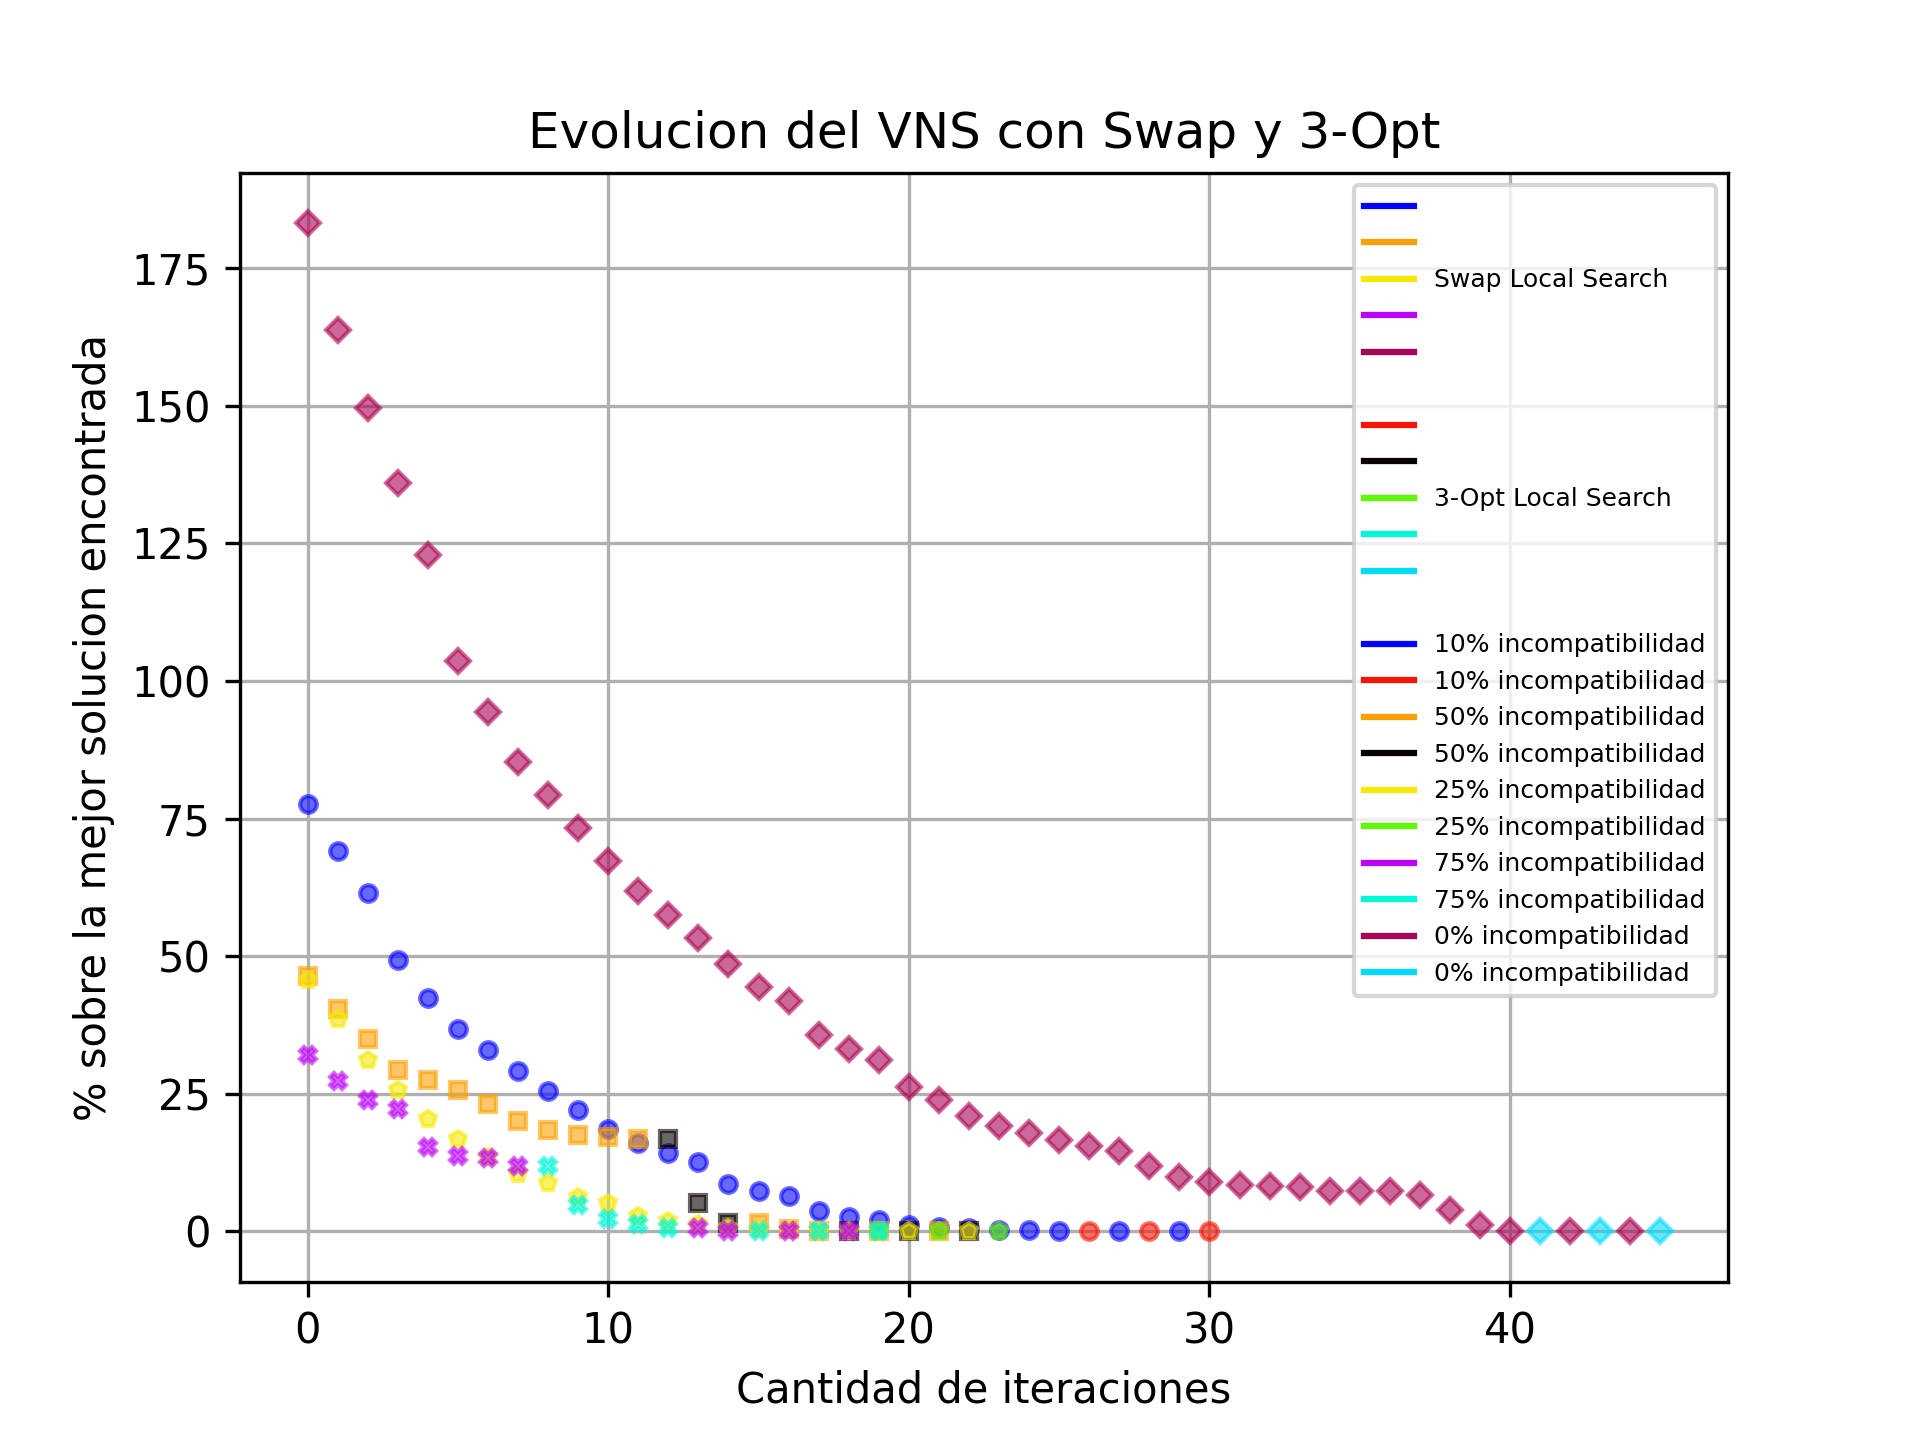 Evolucion del VNS con Swap y 3-Opt
% sobre la mejor solucion encontrada
175
150
125
100
75
50
25
0
0 10 20 30 40
Cantidad de iteraciones
Swap Local Search
3-Opt Local Search
10% incompatibilidad
10% incompatibilidad
50% incompatibilidad
50% incompatibilidad
25% incompatibilidad
25% incompatibilidad
75% incompatibilidad
75% incompatibilidad
0% incompatibilidad
0% incompatibilidad